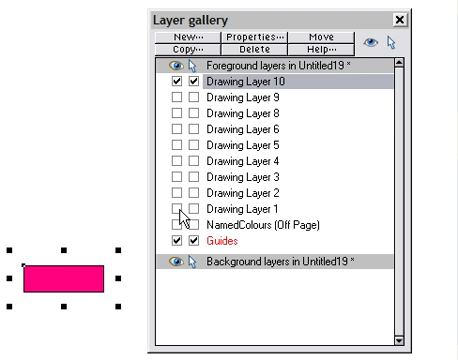 Layer gallery
New... Properties... Move
Copy... Delete Help...
Foreground layers in Untitled19 *
Drawing Layer 10
Drawing Layer 9
Drawing Layer 8
Drawing Layer 6
Drawing Layer 5
Drawing Layer 4
Drawing Layer 3
Drawing Layer 2
Drawing Layer 1
NamedColours (Off Page)
Guides
Background layers in Untitled19 *